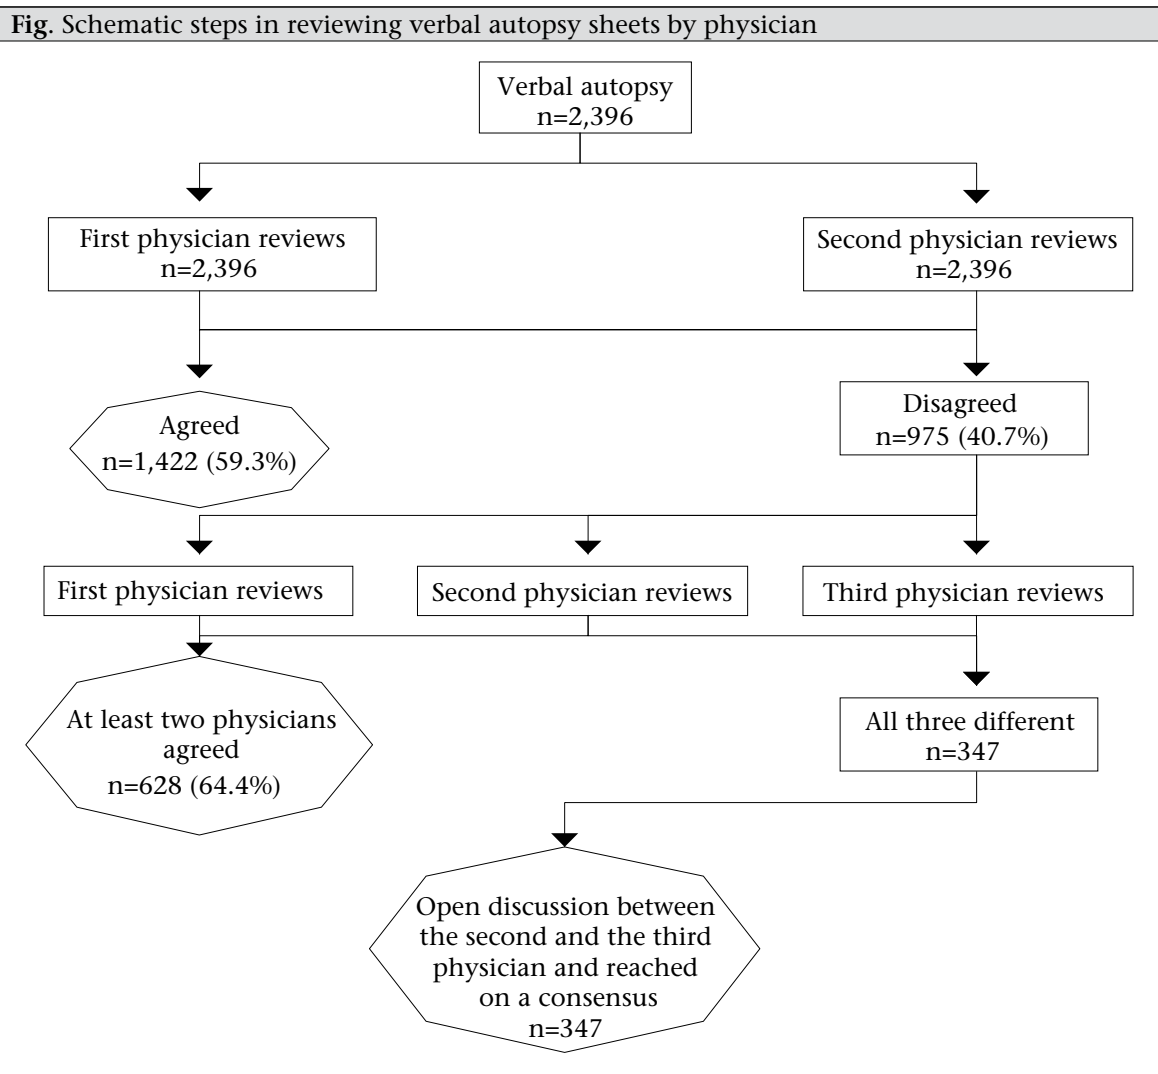 Fig. Schematic steps in reviewing verbal autopsy sheets by physician
Verbal autopsy
n=2,396
First physician reviews
n=2,396
Second physician reviews
n=2,396
Agreed
n=1,422 (59.3%)
Disagreed
n=975 (40.7%)
First physician reviews
Second physician reviews
Third physician reviews
At least two physicians
agreed
n=628 (64.4%)
All three different
n=347
Open discussion between
the second and the third
physician and reached
on a consensus
n=347